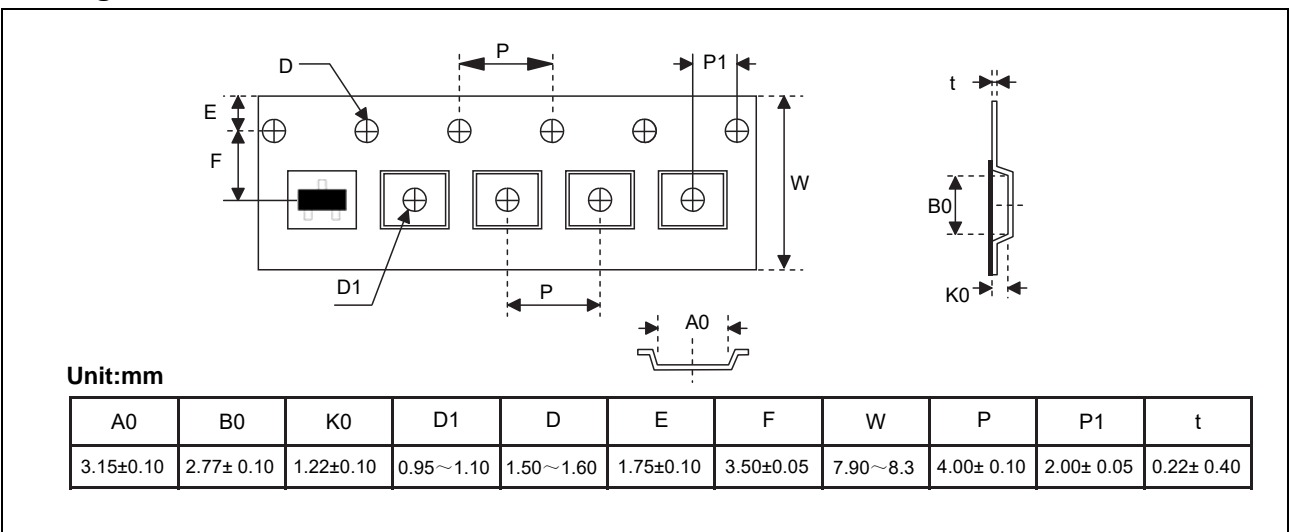 P
D
P1
t
E
F
W
B0
D1
P
K0
A0
Unit:mm
A0 B0 K0 D1 D E F W P P1 t
3.15±0.10 2.77± 0.10 1.22±0.10 0.95～1.10 1.50～1.60 1.75±0.10 3.50±0.05 7.90～8.3 4.00± 0.10 2.00± 0.05 0.22± 0.40